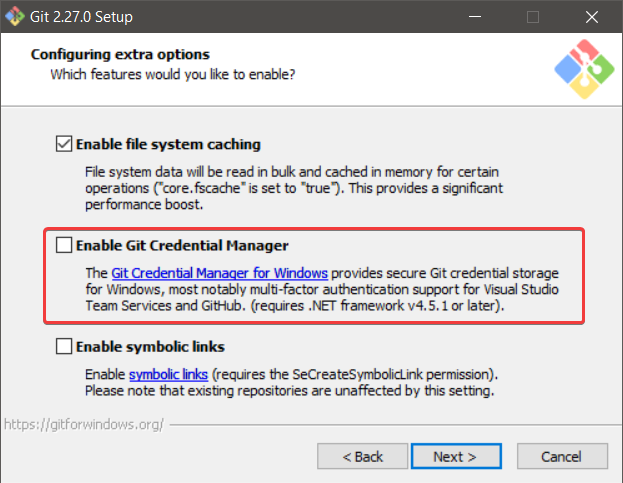 Git 2.27.0 Setup
Configuring extra options
Which features would you like to enable?
Enable file system caching
File system data will be read in bulk and cached in memory for certain
operations ("core.fscache" is set to "true"). This provides a significant
performance boost.
Enable Git Credential Manager
The Git Credential Manager for Windows provides secure Git credential storage
for Windows, most notably multi-factor authentication support for Visual Studio
Team Services and GitHub. (requires .NET framework v4.5.1 or later).
Enable symbolic links
Enable symbolic links (requires the SeCreateSymbolicLink permission).
Please note that existing repositories are unaffected by this setting.
https://gitforwindows.org/
< Back Next > Cancel